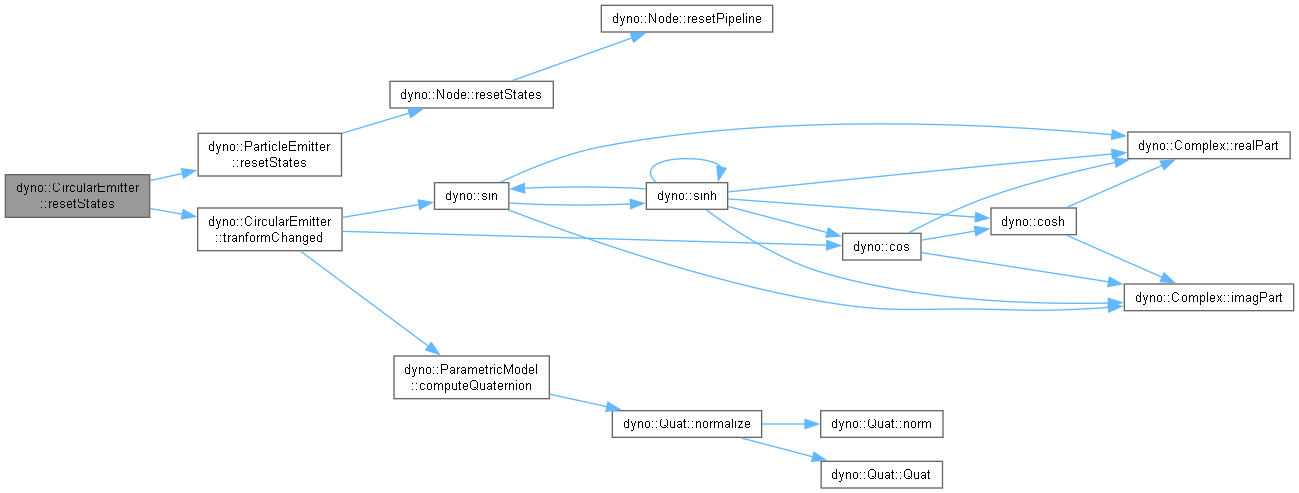 dyno::Node::resetPipeline
dyno::Node::resetStates
dyno::ParticleEmitter
::resetStates
dyno::CircularEmitter
::resetStates
dyno::CircularEmitter
::tranformChanged
dyno::sin
dyno::sinh
dyno::cos
dyno::cosh
dyno::Complex::realPart
dyno::Complex::imagPart
dyno::ParametricModel
::computeQuaternion
dyno::Quat::normalize
dyno::Quat::norm
dyno::Quat::Quat